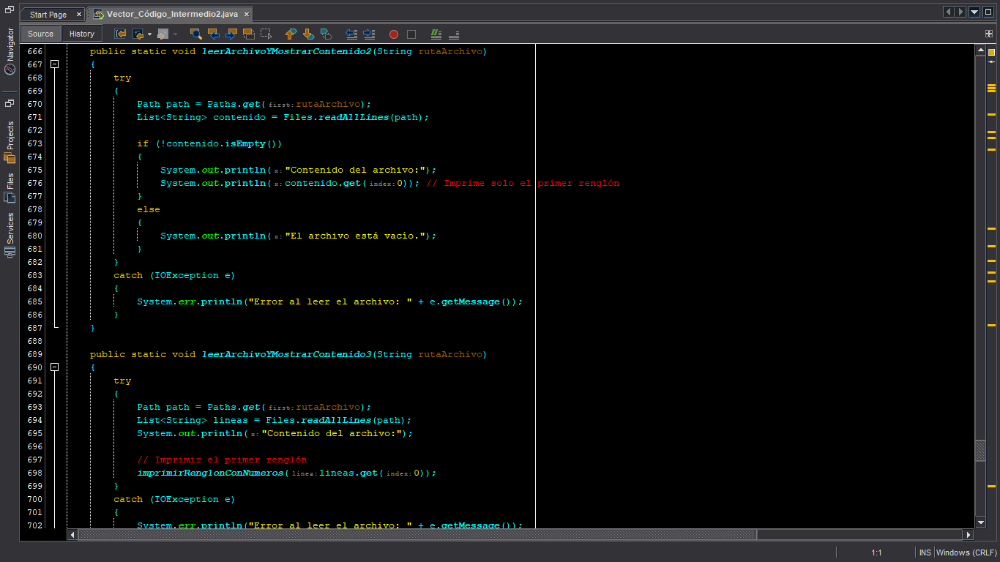 Start Page × Vector_Código_Intermedio2.java ×
Source History
Navigator
Projects
Files
Services
666 public static void leerArchivoYMostrarContenido2(String rutaArchivo)
667 {
668 try
669 {
670 Path path = Paths.get( first: rutaArchivo);
671 List<String> contenido = Files.readAllLines(path);
672
673 if (!contenido.isEmpty())
674 {
675 System.out.println( x: "Contenido del archivo:");
676 System.out.println( x: contenido.get( index: 0)); // Imprime solo el primer renglón
677 }
678 else
679 {
680 System.out.println( x: "El archivo está vacío.");
681 }
682 }
683 catch (IOException e)
684 {
685 System.err.println("Error al leer el archivo: " + e.getMessage());
686 }
687 }
688
689 public static void leerArchivoYMostrarContenido3(String rutaArchivo)
690 {
691 try
692 {
693 Path path = Paths.get( first: rutaArchivo);
694 List<String> lineas = Files.readAllLines(path);
695 System.out.println( x: "Contenido del archivo:");
696
697 // Imprimir el primer renglón
698 imprimirRenglonConNumeros( linea: lineas.get( index: 0));
699 }
700 catch (IOException e)
701 {
702 System.err.println("Error al leer el archivo: " + e.getMessage());
1:1 INS Windows (CRLF)